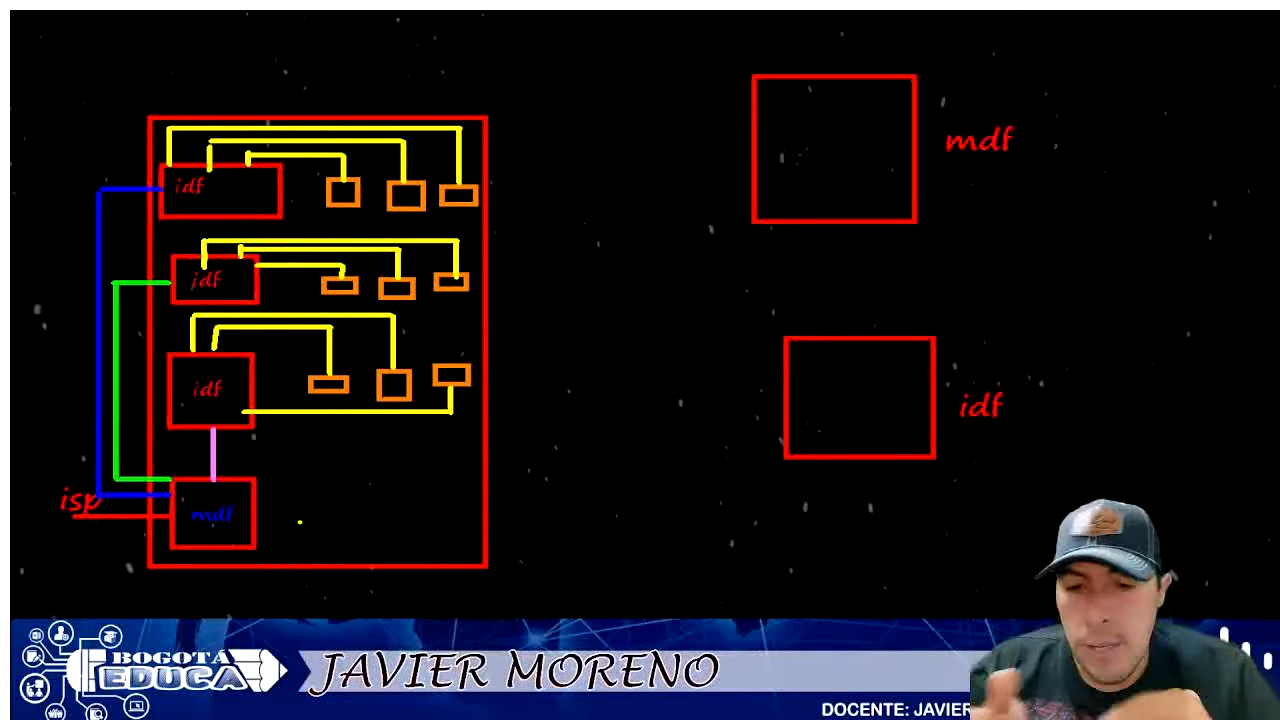 mdf
idf
idf
idf
idf
isp
mdf
BOGOTÁ
EDUCA
JAVIER MORENO
DOCENTE: JAVIER